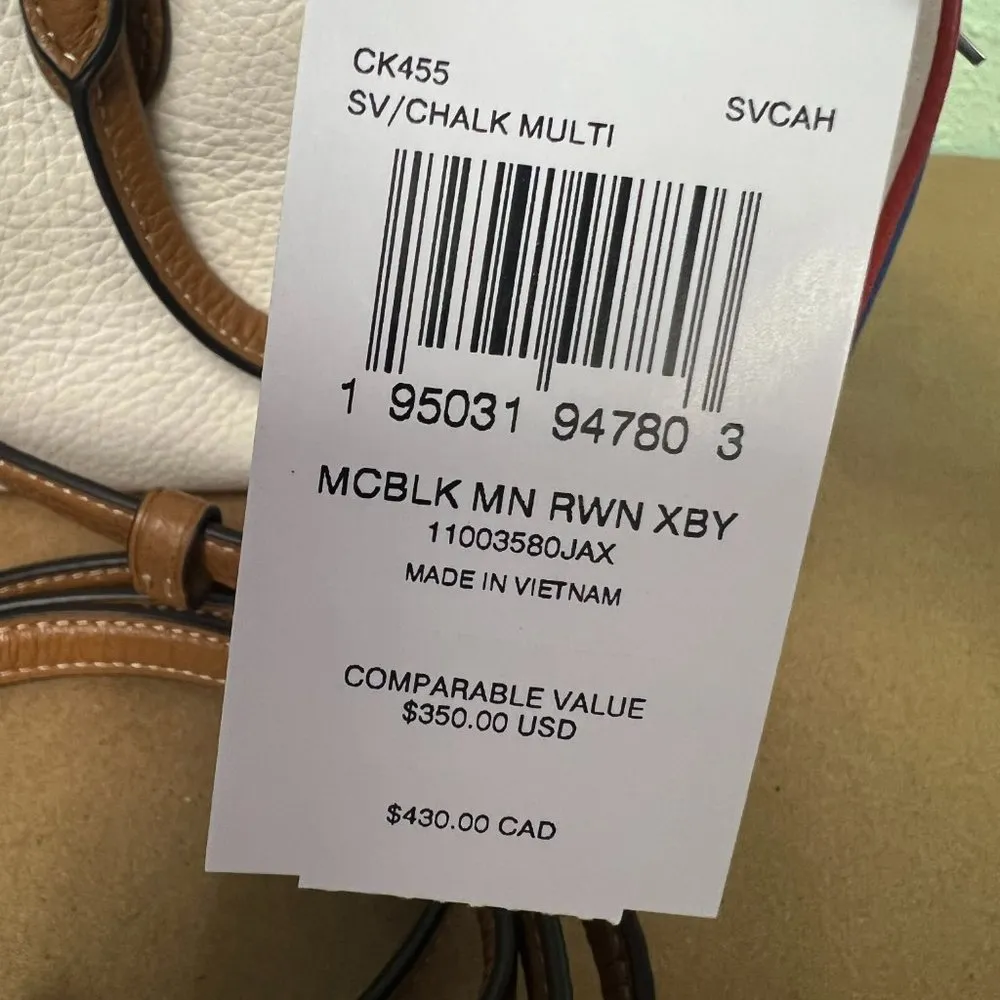 CK455
SV/CHALK MULTI SVCAH
1 95031 94780 3
MCBLK MN RWN XBY
11003580JAX
MADE IN VIETNAM
COMPARABLE VALUE
$350.00 USD
$430.00 CAD